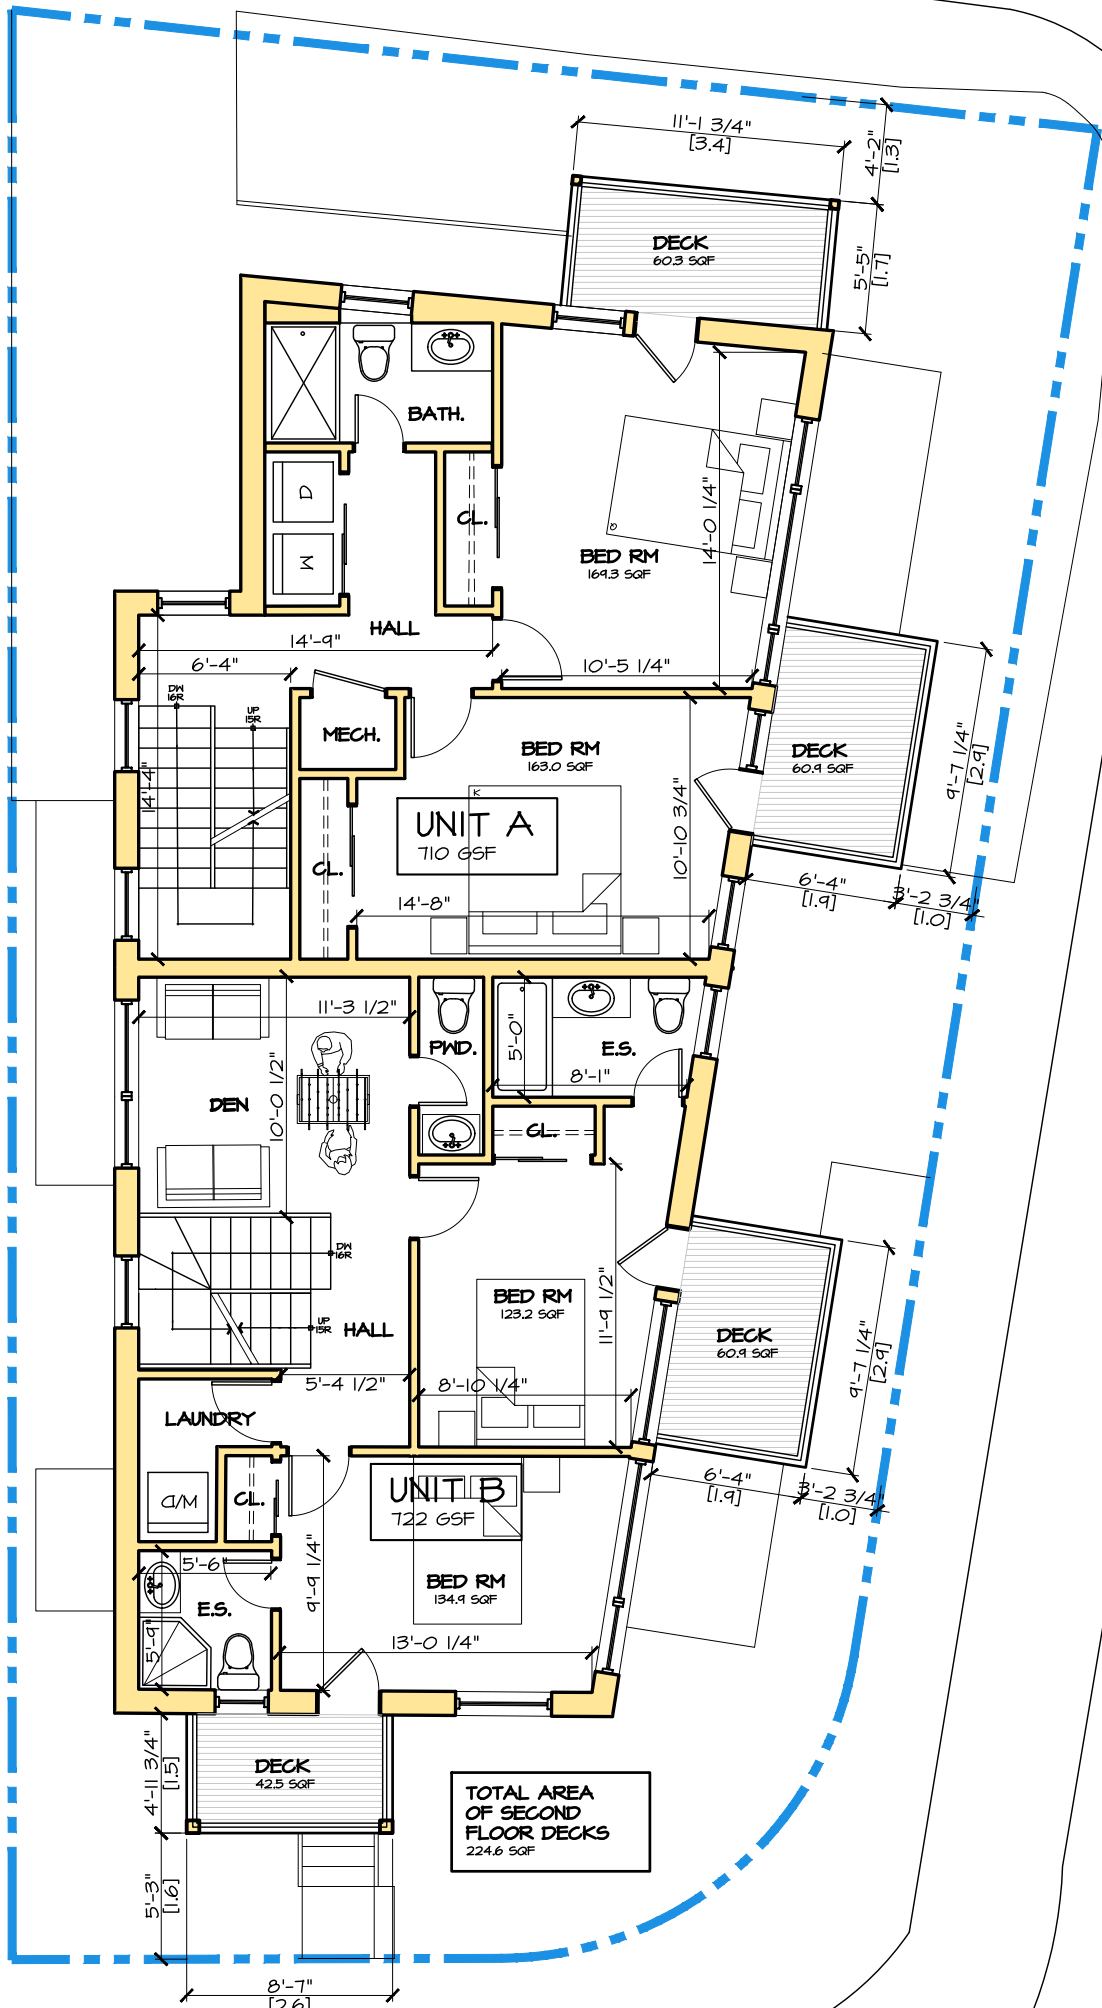 11'-1 3/4"
[3.4]
4'-2"
[1.3]
DECK
60.3 SQF
5'-5"
[1.7]
BATH.
D
M
CL.
14'-0 1/4"
BED RM
169.3 SQF
HALL
14'-9"
6'-4"
10'-5 1/4"
DW
16R
UP
15R
MECH.
BED RM
163.0 SQF
DECK
60.9 SQF
9'-7 1/4"
[2.9]
14'-4"
K
UNIT A
710 GSF
10'-10 3/4"
CL.
14'-8"
6'-4"
[1.9]
3'-2 3/4"
[1.0]
11'-3 1/2"
PWD.
5'-0"
E.S.
8'-1"
DEN
10'-0 1/2"
CL.
DW
16R
UP
15R
HALL
BED RM
123.2 SQF
11'-9 1/2"
DECK
60.9 SQF
9'-7 1/4"
[2.9]
5'-4 1/2"
8'-10 1/4"
LAUNDRY
W/D
CL.
UNIT B
722 GSF
6'-4"
[1.9]
3'-2 3/4"
[1.0]
5'-6"
9'-9 1/4"
BED RM
134.9 SQF
E.S.
5'-9"
13'-0 1/4"
4'-11 3/4"
[1.5]
DECK
42.5 SQF
TOTAL AREA
OF SECOND
FLOOR DECKS
224.6 SQF
5'-3"
[1.6]
8'-7"
[2.6]